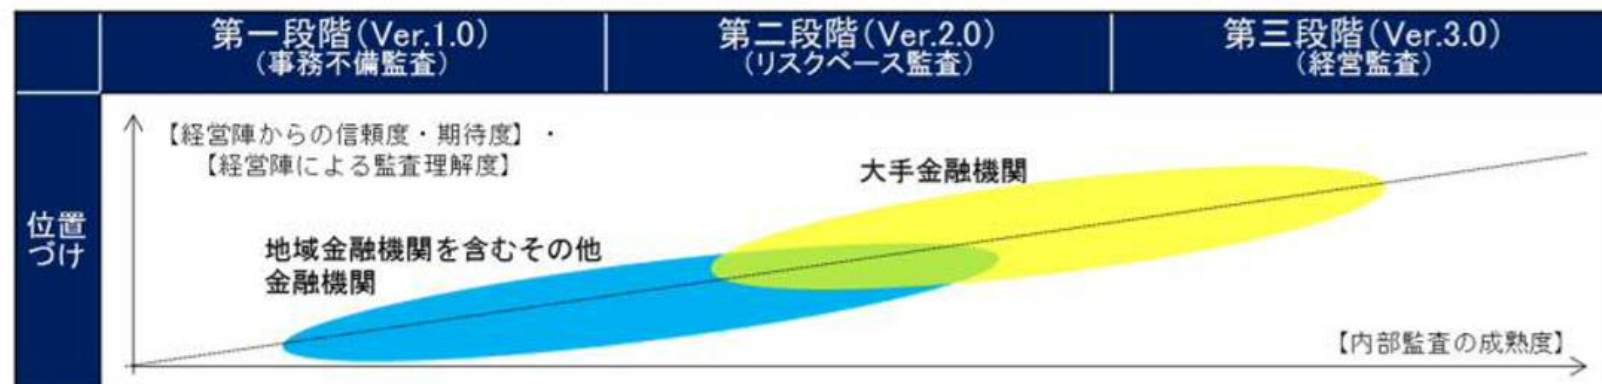 第一段階(Ver.1.0)
(事務不備監査)
第二段階(Ver.2.0)
(リスクベース監査)
第三段階(Ver.3.0)
(経営監査)
位置
づけ
【経営陣からの信頼度・期待度】・
【経営陣による監査理解度】
大手金融機関
地域金融機関を含むその他
金融機関
【内部監査の成熟度】